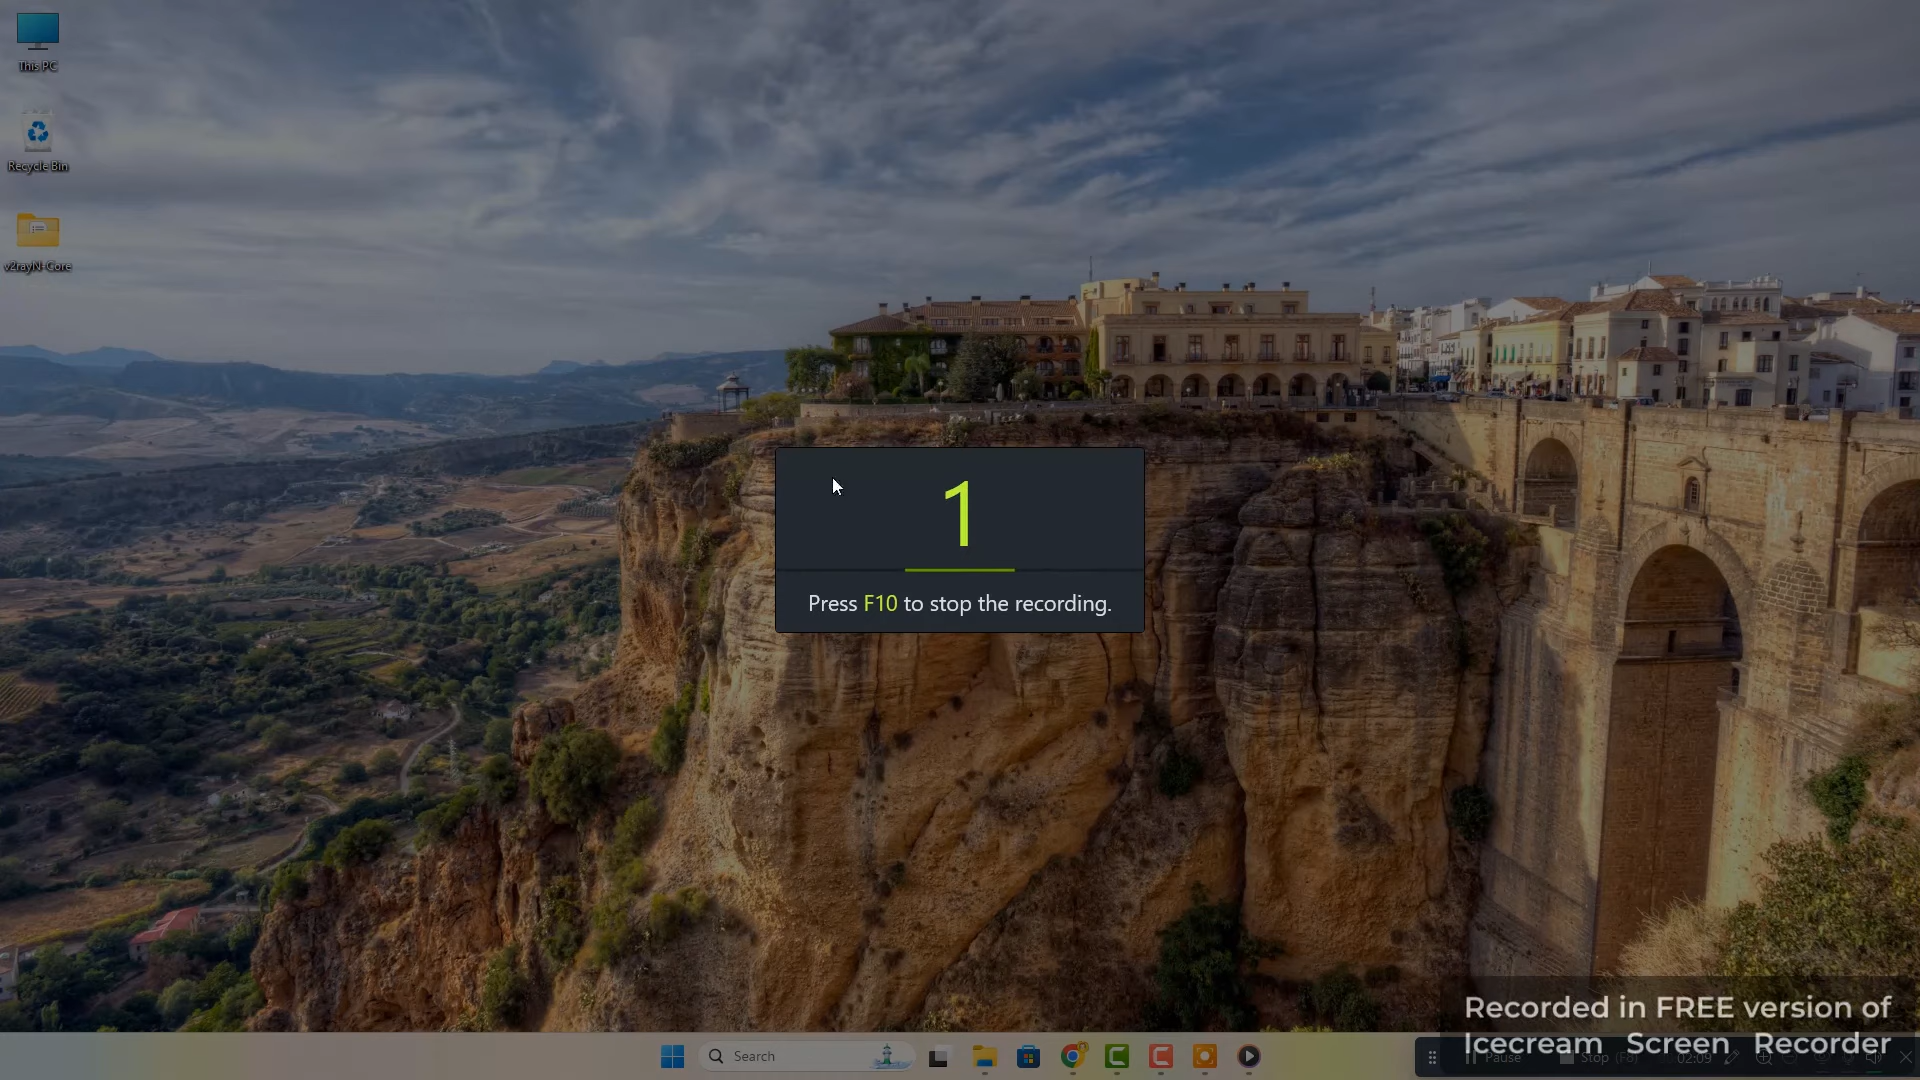 This PC
Recycle Bin
v2rayN-Core
1
Press F10 to stop the recording.
Recorded in FREE version of
Icecream Screen Recorder
Search
Pause
Stop (F8)
02:09